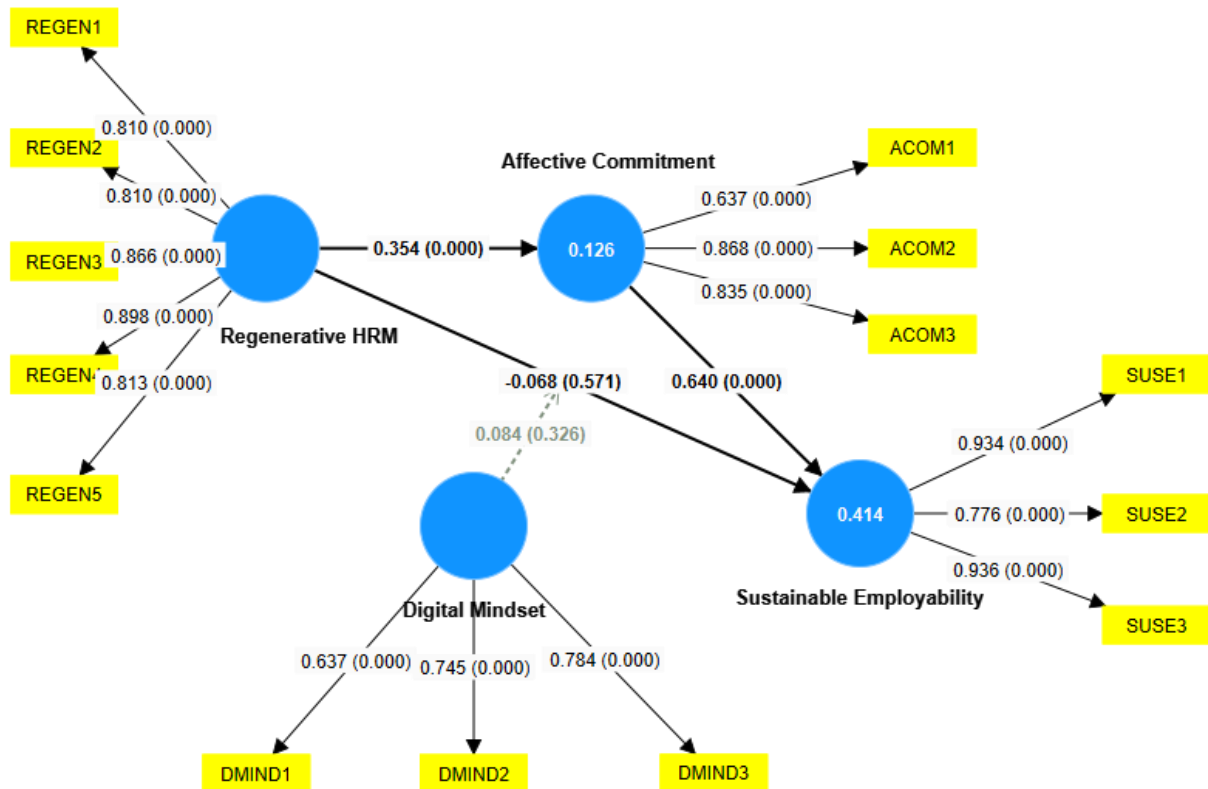 REGEN1
0.810 (0.000)
REGEN2
0.810 (0.000)
REGEN3
0.866 (0.000)
0.898 (0.000)
REGEN4
0.813 (0.000)
REGEN5
Regenerative HRM
0.354 (0.000)
Affective Commitment
0.126
0.637 (0.000)
ACOM1
0.868 (0.000)
ACOM2
0.835 (0.000)
ACOM3
-0.068 (0.571)
0.640 (0.000)
0.084 (0.326)
Digital Mindset
0.637 (0.000)
0.745 (0.000)
0.784 (0.000)
DMIND1
DMIND2
DMIND3
0.414
Sustainable Employability
0.934 (0.000)
SUSE1
0.776 (0.000)
SUSE2
0.936 (0.000)
SUSE3